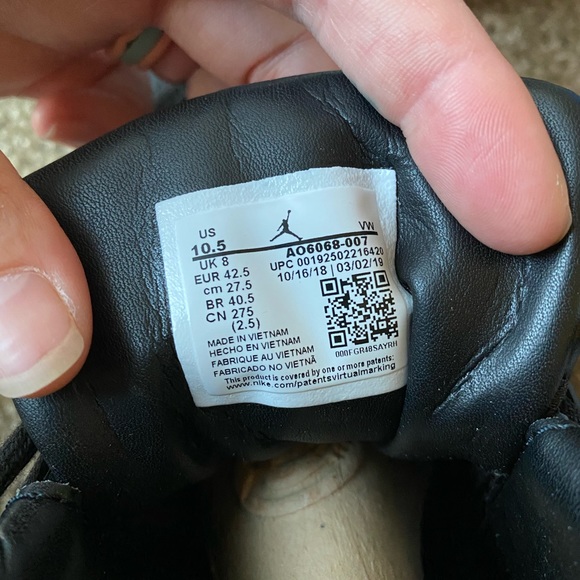 US
10.5
UK 8
EUR 42.5
cm 27.5
BR 40.5
CN 275
(2.5)
VW
AO6068-007
UPC 00192502216420
10/16/18 | 03/02/19
000FGR48SAYRH
MADE IN VIETNAM
HECHO EN VIETNAM
FABRIQUE AU VIETNAM
FABRICADO NO VIETNÃ
This product is covered by one or more patents:
www.nike.com/patentsvirtualmarking